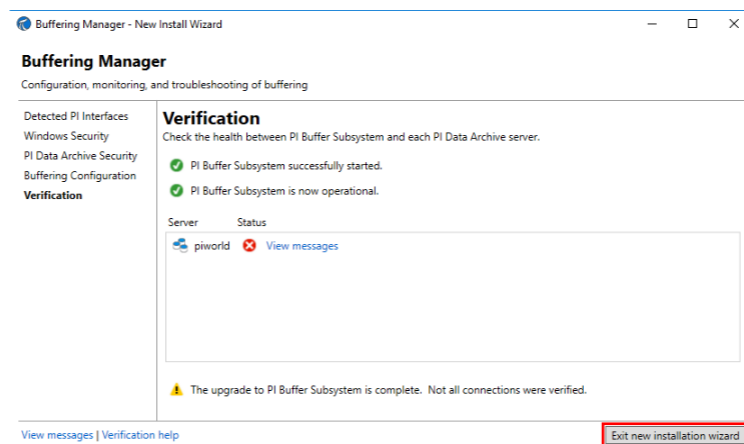 Buffering Manager - New Install Wizard
Buffering Manager
Configuration, monitoring, and troubleshooting of buffering
Detected PI Interfaces
Windows Security
PI Data Archive Security
Buffering Configuration
Verification
Verification
Check the health between PI Buffer Subsystem and each PI Data Archive server.
PI Buffer Subsystem successfully started.
PI Buffer Subsystem is now operational.
Server Status
piworld View messages
The upgrade to PI Buffer Subsystem is complete. Not all connections were verified.
View messages | Verification help
Exit new installation wizard